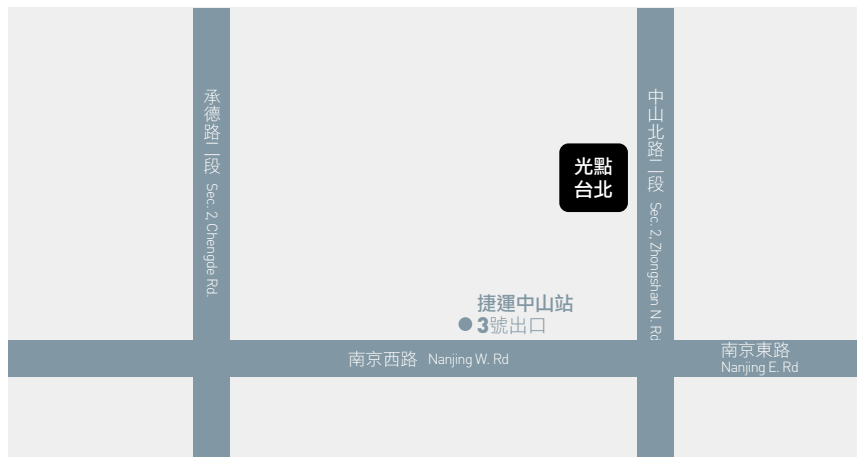 承德路二段 Sec. 2, Chengde Rd.
中山北路二段 Sec. 2, Zhongshan N. Rd
光點
台北
捷運中山站
3號出口
南京西路 Nanjing W. Rd
南京東路
Nanjing E. Rd